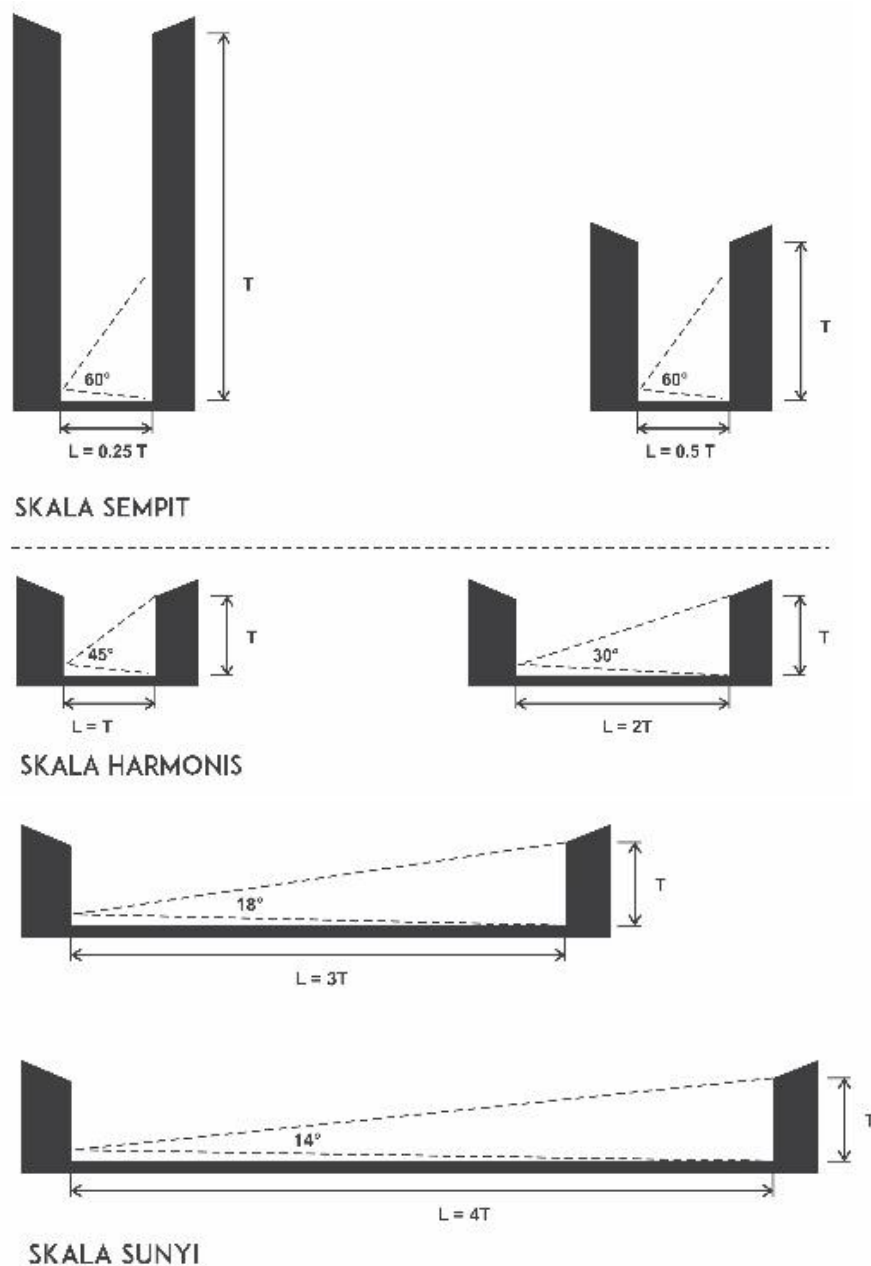 T
60°
L = 0.25 T
T
60°
L = 0.5 T
SKALA SEMPIT
45°
T
L = T
30°
T
L = 2T
SKALA HARMONIS
18°
T
L = 3T
14°
T
L = 4T
SKALA SUNYI